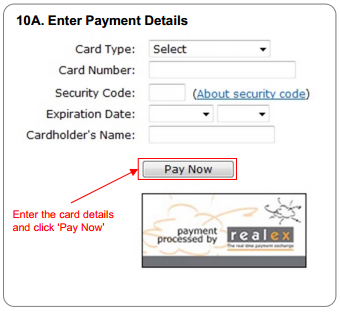 10A. Enter Payment Details
Card Type: Select
Card Number:
Security Code: (About security code)
Expiration Date:
Cardholder's Name:
Pay Now
Enter the card details
and click 'Pay Now'
payment
processed by
realex
The real time payment exchange